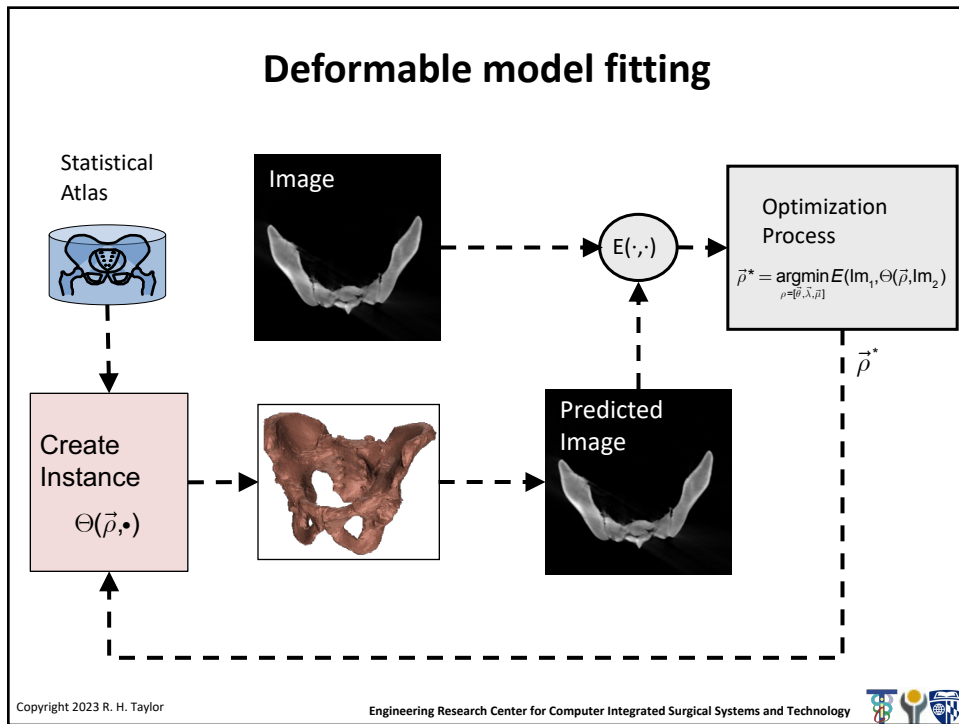 Deformable model fitting
Statistical
Atlas
Image
E(·,·)
Optimization
Process
ρ⃗* = argmin E(Im₁,Θ(ρ⃗,Im₂)
ρ=[θ⃗,λ⃗,μ⃗]
ρ⃗*
Create
Instance
Θ(ρ⃗,•)
Predicted
Image
Copyright 2023 R. H. Taylor
Engineering Research Center for Computer Integrated Surgical Systems and Technology